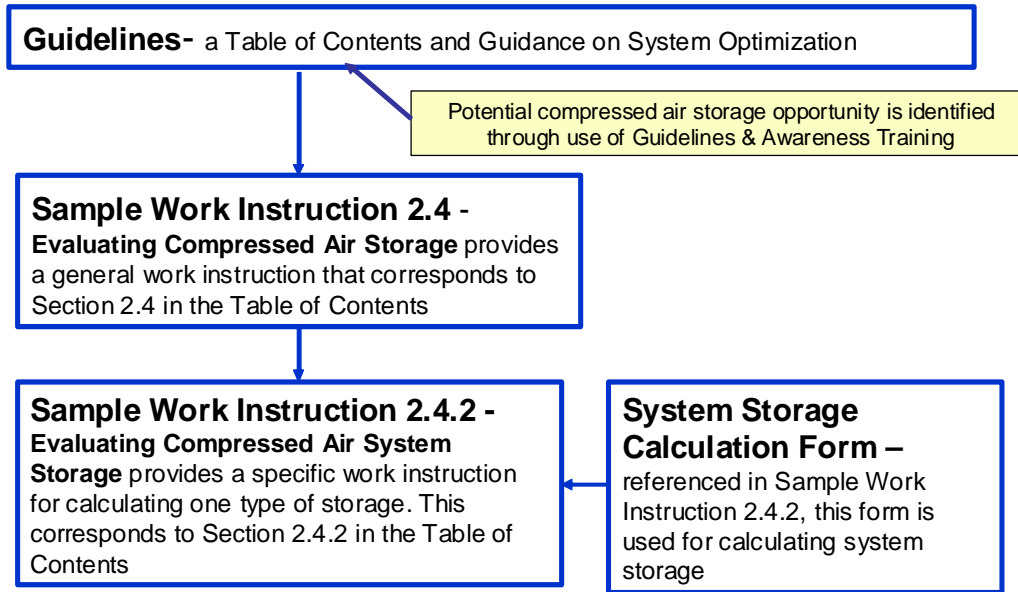 Guidelines- a Table of Contents and Guidance on System Optimization
Potential compressed air storage opportunity is identified
through use of Guidelines & Awareness Training
Sample Work Instruction 2.4 -
Evaluating Compressed Air Storage provides
a general work instruction that corresponds to
Section 2.4 in the Table of Contents
Sample Work Instruction 2.4.2 -
Evaluating Compressed Air System
Storage provides a specific work instruction
for calculating one type of storage. This
corresponds to Section 2.4.2 in the Table of
Contents
System Storage
Calculation Form –
referenced in Sample Work
Instruction 2.4.2, this form is
used for calculating system
storage